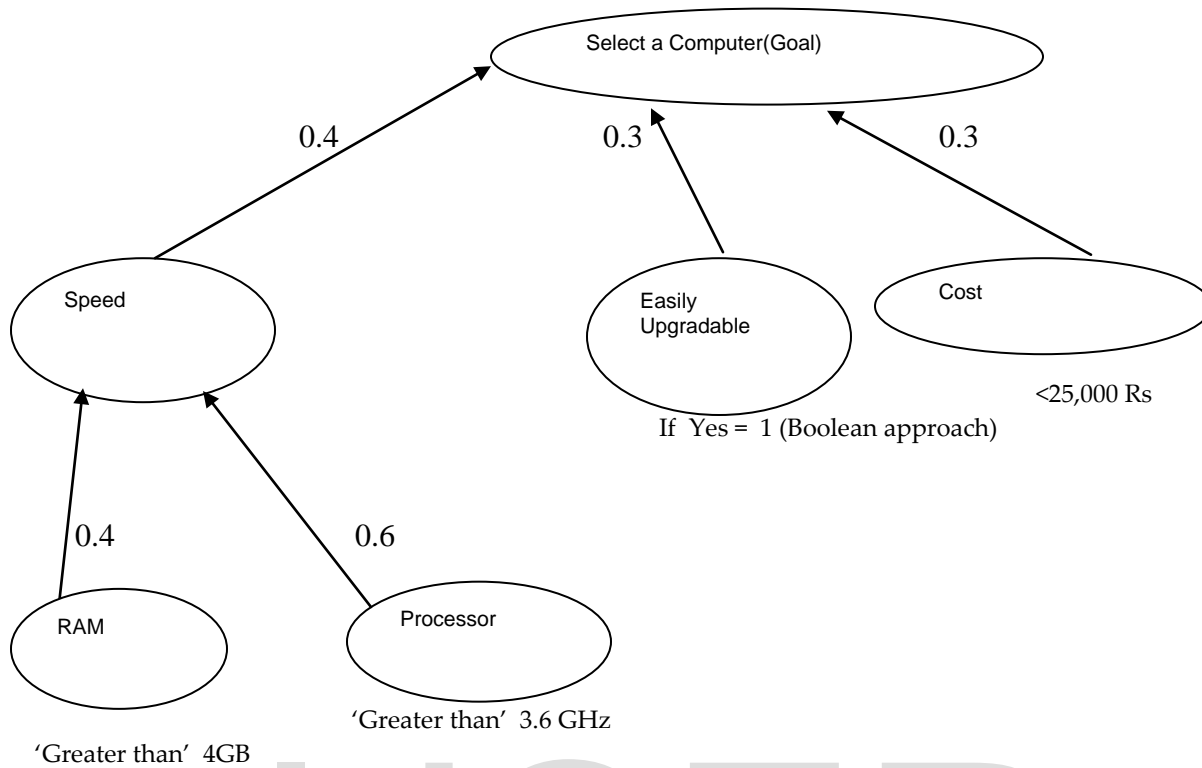 Select a Computer(Goal)
0.4
0.3
0.3
Speed
Easily
Upgradable
Cost
<25,000 Rs
If Yes = 1 (Boolean approach)
0.4
0.6
RAM
Processor
'Greater than' 3.6 GHz
'Greater than' 4GB